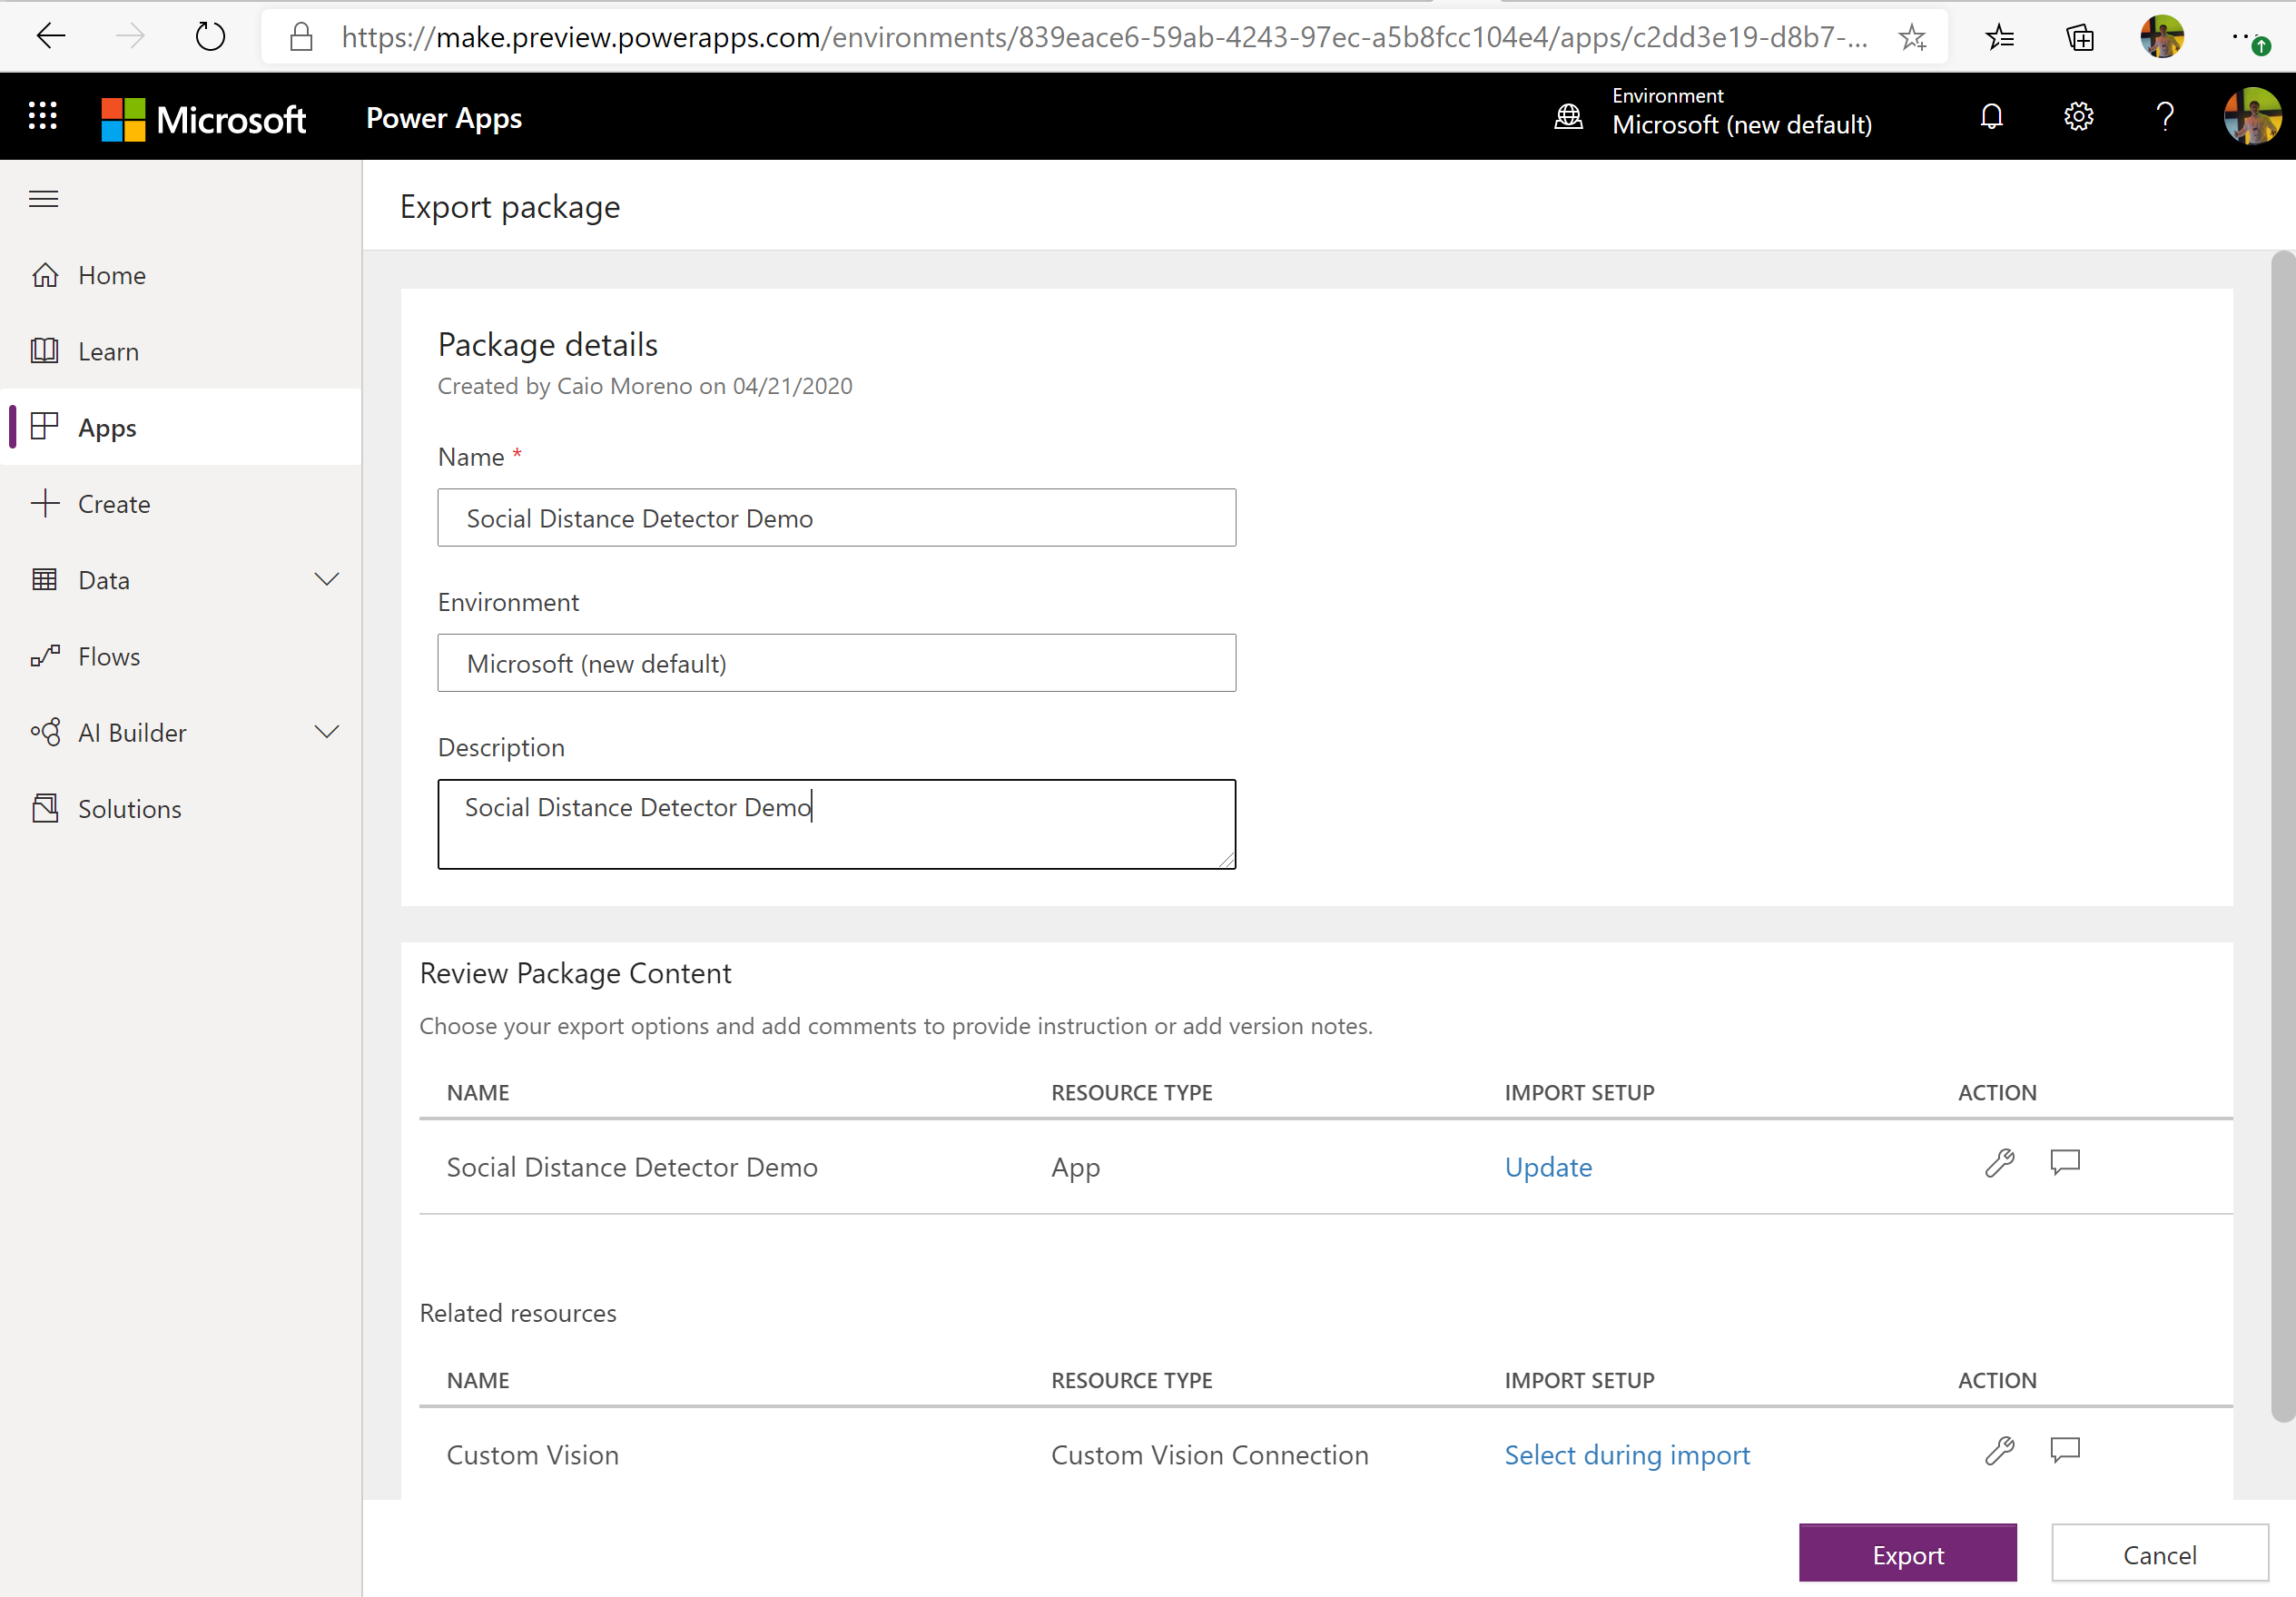 https://make.preview.powerapps.com/environments/839eace6-59ab-4243-97ec-a5b8fcc104e4/apps/c2dd3e19-d8b7-...
Microsoft
Power Apps
Environment
Microsoft (new default)
Export package
Home
Learn
Apps
Create
Data
Flows
AI Builder
Solutions
Package details
Created by Caio Moreno on 04/21/2020
Name *
Social Distance Detector Demo
Environment
Microsoft (new default)
Description
Social Distance Detector Demo
Review Package Content
Choose your export options and add comments to provide instruction or add version notes.
NAME RESOURCE TYPE IMPORT SETUP ACTION
Social Distance Detector Demo App Update
Related resources
NAME RESOURCE TYPE IMPORT SETUP ACTION
Custom Vision Custom Vision Connection Select during import
Export Cancel